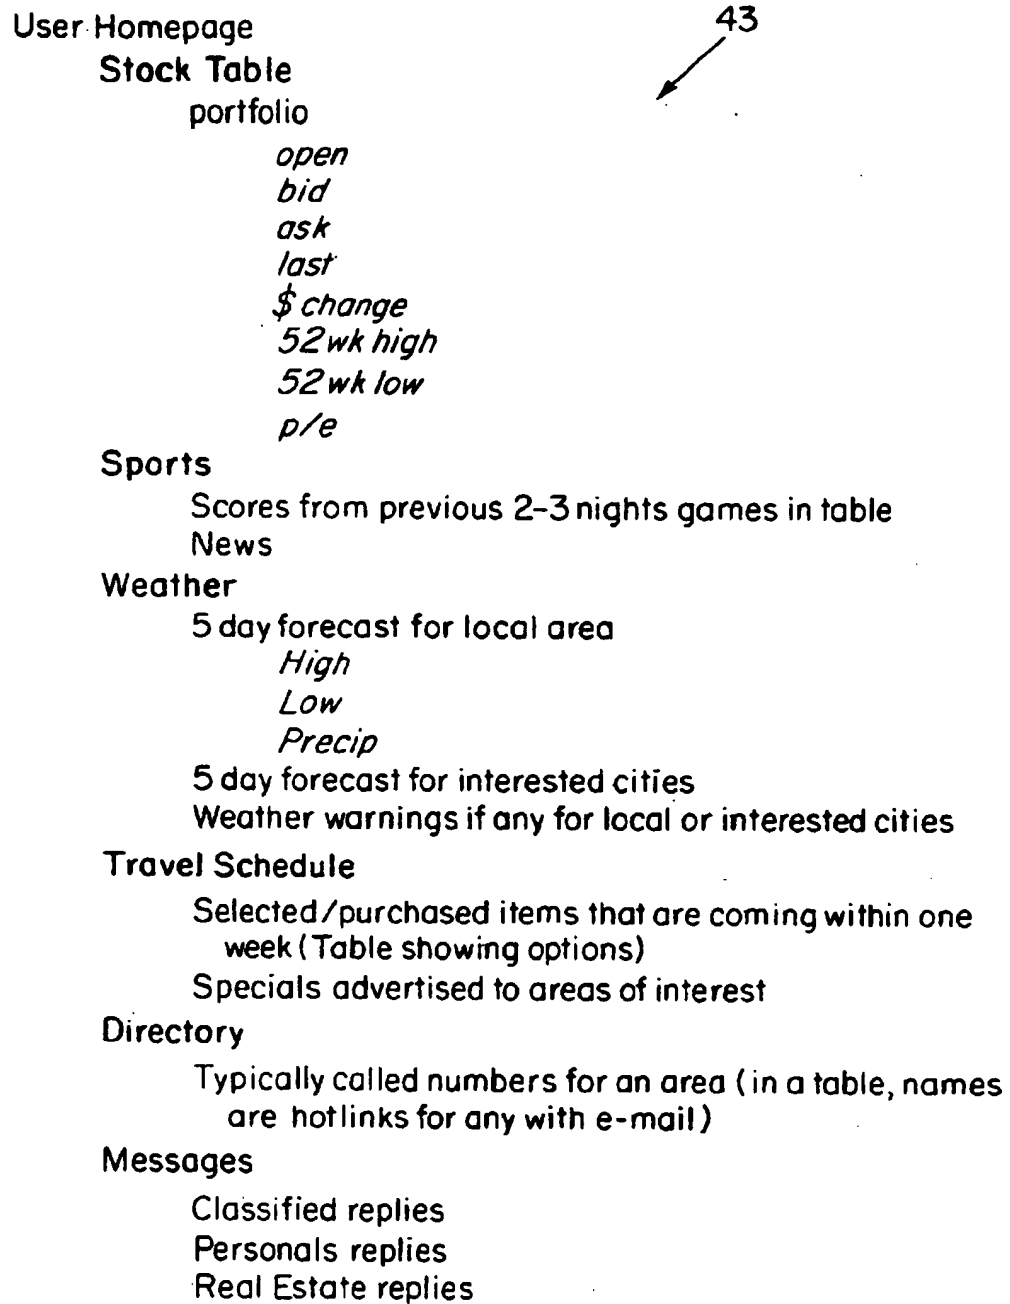 User Homepage
43
Stock Table
portfolio
open
bid
ask
last
$ change
52 wk high
52 wk low
p/e
Sports
Scores from previous 2-3 nights games in table
News
Weather
5 day forecast for local area
High
Low
Precip
5 day forecast for interested cities
Weather warnings if any for local or interested cities
Travel Schedule
Selected/purchased items that are coming within one
week (Table showing options)
Specials advertised to areas of interest
Directory
Typically called numbers for an area (in a table, names
are hotlinks for any with e-mail)
Messages
Classified replies
Personals replies
Real Estate replies